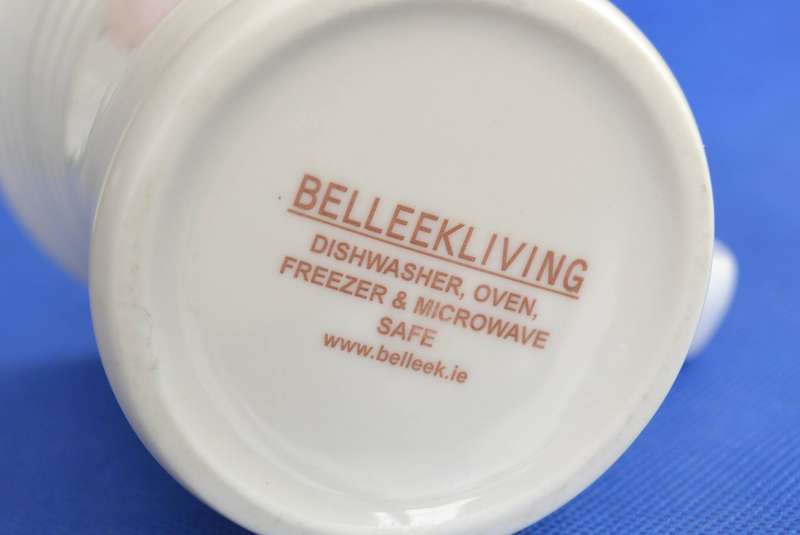 BELLEEKLIVING
DISHWASHER, OVEN,
FREEZER & MICROWAVE
SAFE
www.belleek.ie